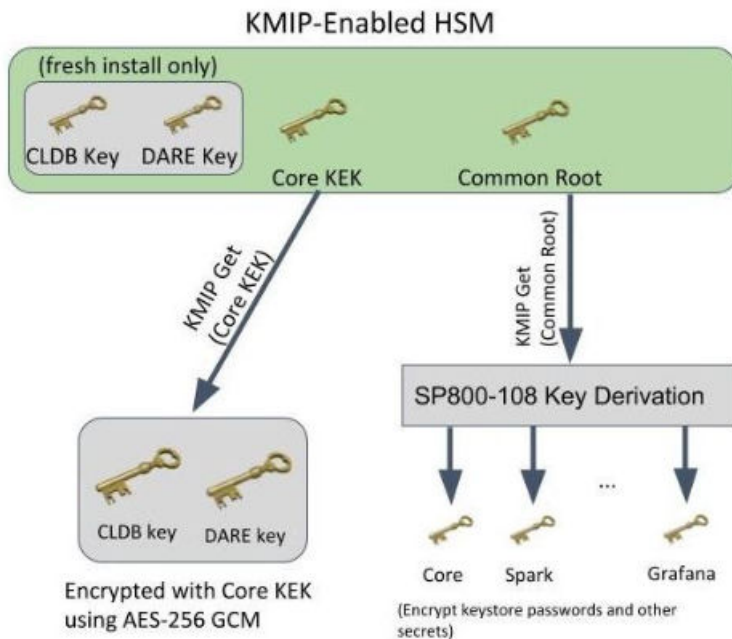 KMIP-Enabled HSM
(fresh install only)
CLDB Key
DARE Key
Core KEK
Common Root
KMIP Get
(Core KEK)
KMIP Get
(Common Root)
SP800-108 Key Derivation
CLDB key
DARE key
...
Core
Spark
Grafana
Encrypted with Core KEK
using AES-256 GCM
(Encrypt keystore passwords and other
secrets)